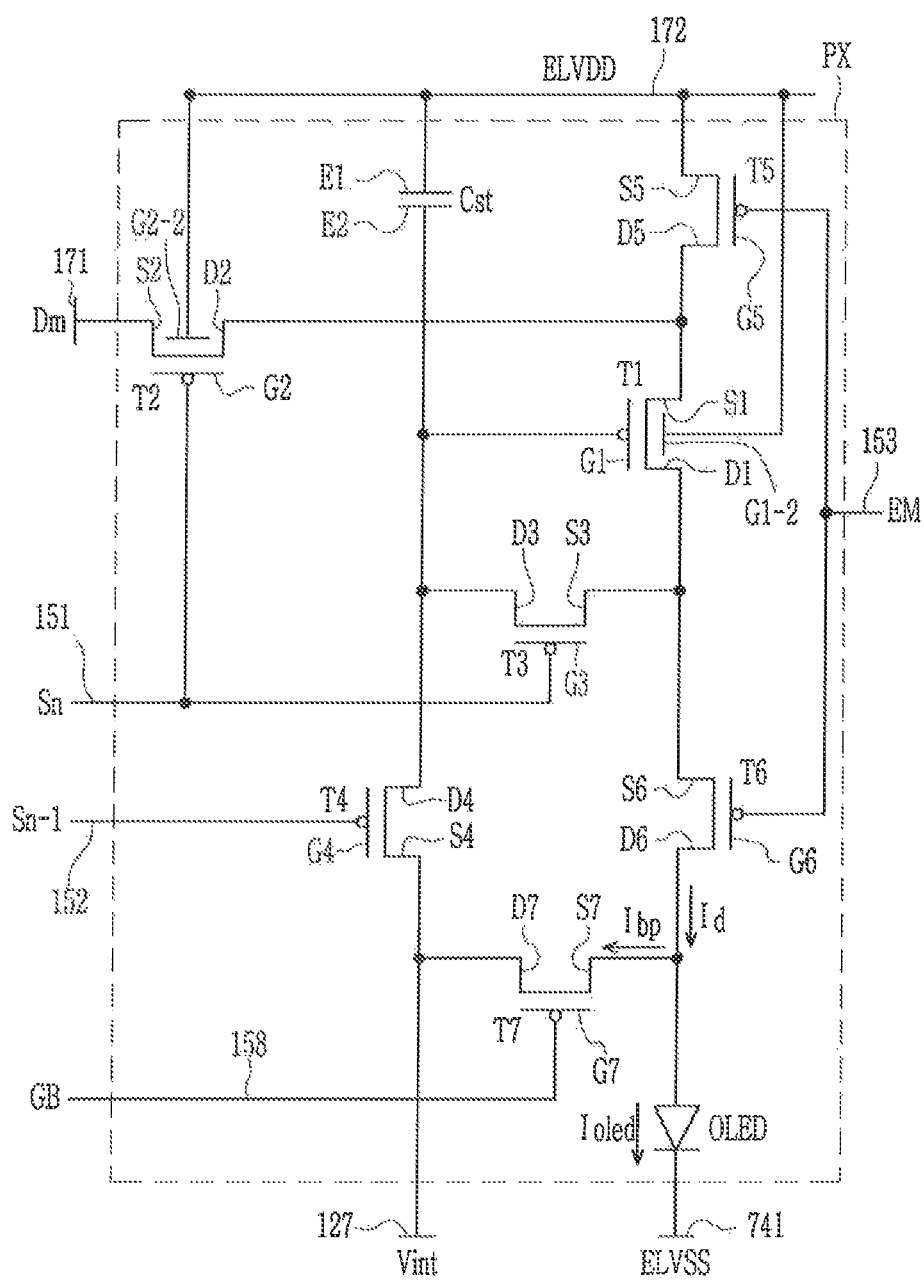 172
ELVDD
PX
E1
E2
Cst
S5
T5
D5
G5
G2-2
171
S2
D2
Dm
T2
G2
T1
S1
G1
D1
G1-2
153
EM
D3
S3
T3
G3
151
Sn
T4
D4
Sn-1
G4
S4
152
S6
T6
D6
G6
D7
S7
Ibp
Id
T7
G7
158
GB
Ioled
OLED
127
Vint
741
ELVSS